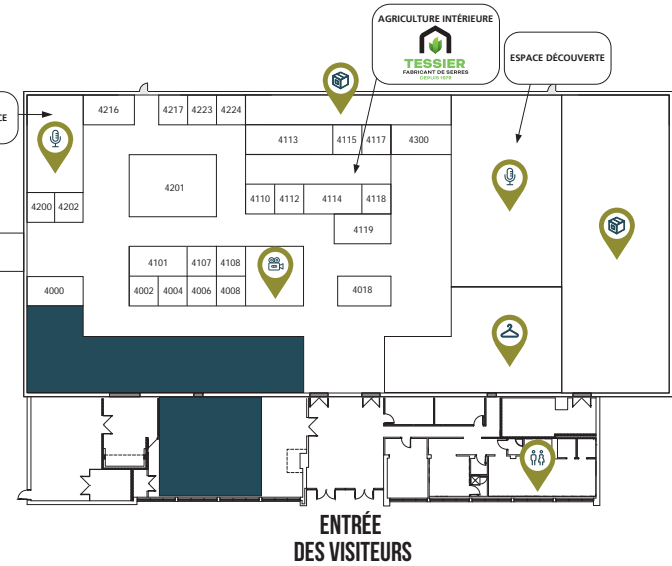 AGRICULTURE INTÉRIEURE
TESSIER
FABRICANT DE SERRES
DEPUIS 1979
ESPACE DÉCOUVERTE
CE
4216
4217 4223 4224
4113 4115 4117 4300
4201
4110 4112 4114 4118
4200 4202
4119
4101 4107 4108
4000
4002 4004 4006 4008
4018
ENTRÉE
DES VISITEURS